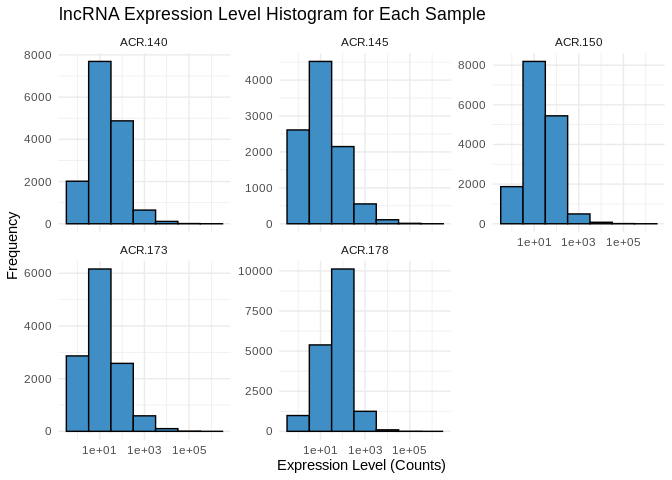 lncRNA Expression Level Histogram for Each Sample
ACR.140
ACR.145
ACR.150
8000
6000
4000
2000
0
4000
3000
2000
1000
0
8000
6000
4000
2000
0
1e+01 1e+03 1e+05
Frequency
ACR.173
ACR.178
6000
4000
2000
0
10000
7500
5000
2500
0
1e+01 1e+03 1e+05
1e+01 1e+03 1e+05
Expression Level (Counts)